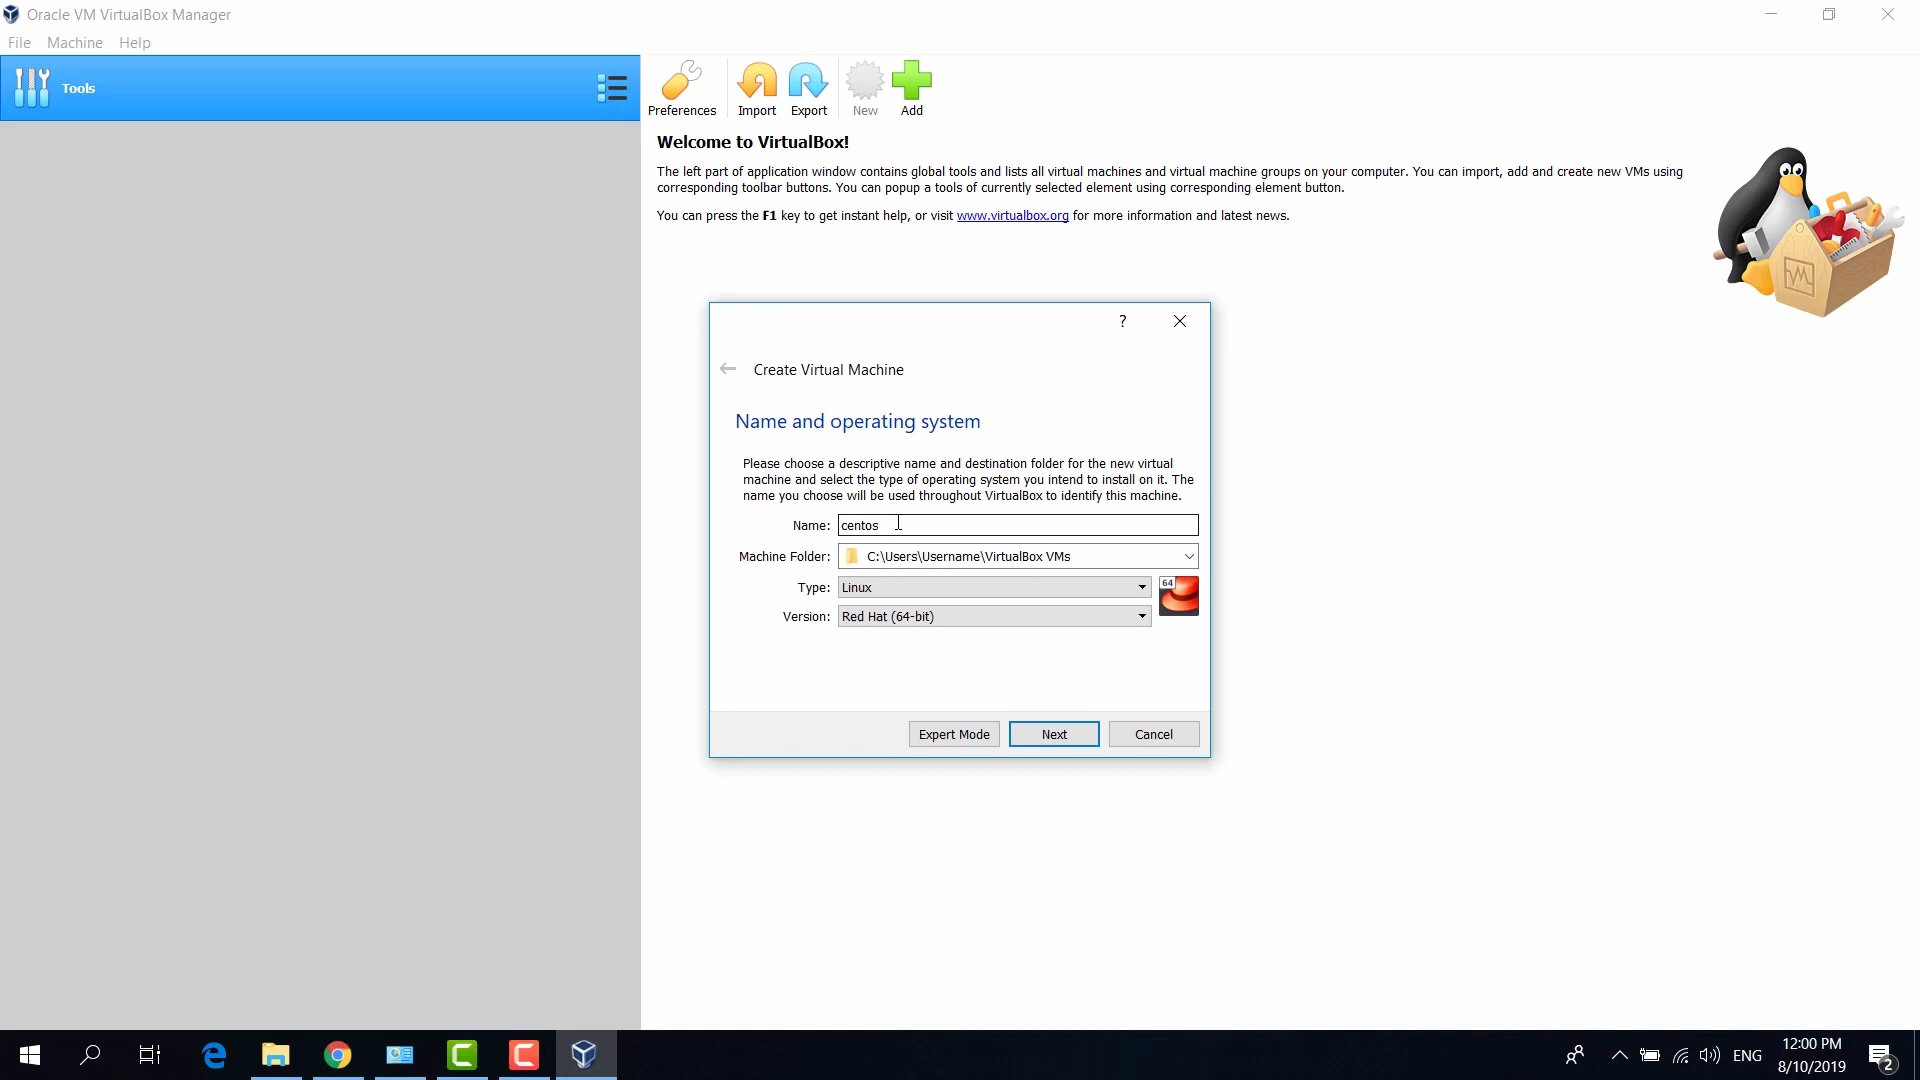 Oracle VM VirtualBox Manager
File Machine Help
Tools
Preferences Import Export New Add
Welcome to VirtualBox!
The left part of application window contains global tools and lists all virtual machines and virtual machine groups on your computer. You can import, add and create new VMs using
corresponding toolbar buttons. You can popup a tools of currently selected element using corresponding element button.
You can press the F1 key to get instant help, or visit www.virtualbox.org for more information and latest news.
?
Create Virtual Machine
Name and operating system
Please choose a descriptive name and destination folder for the new virtual
machine and select the type of operating system you intend to install on it. The
name you choose will be used throughout VirtualBox to identify this machine.
Name: centos
Machine Folder: C:\Users\Username\VirtualBox VMs
Type: Linux
64
Version: Red Hat (64-bit)
Expert Mode Next Cancel
ENG
12:00 PM
8/10/2019
2